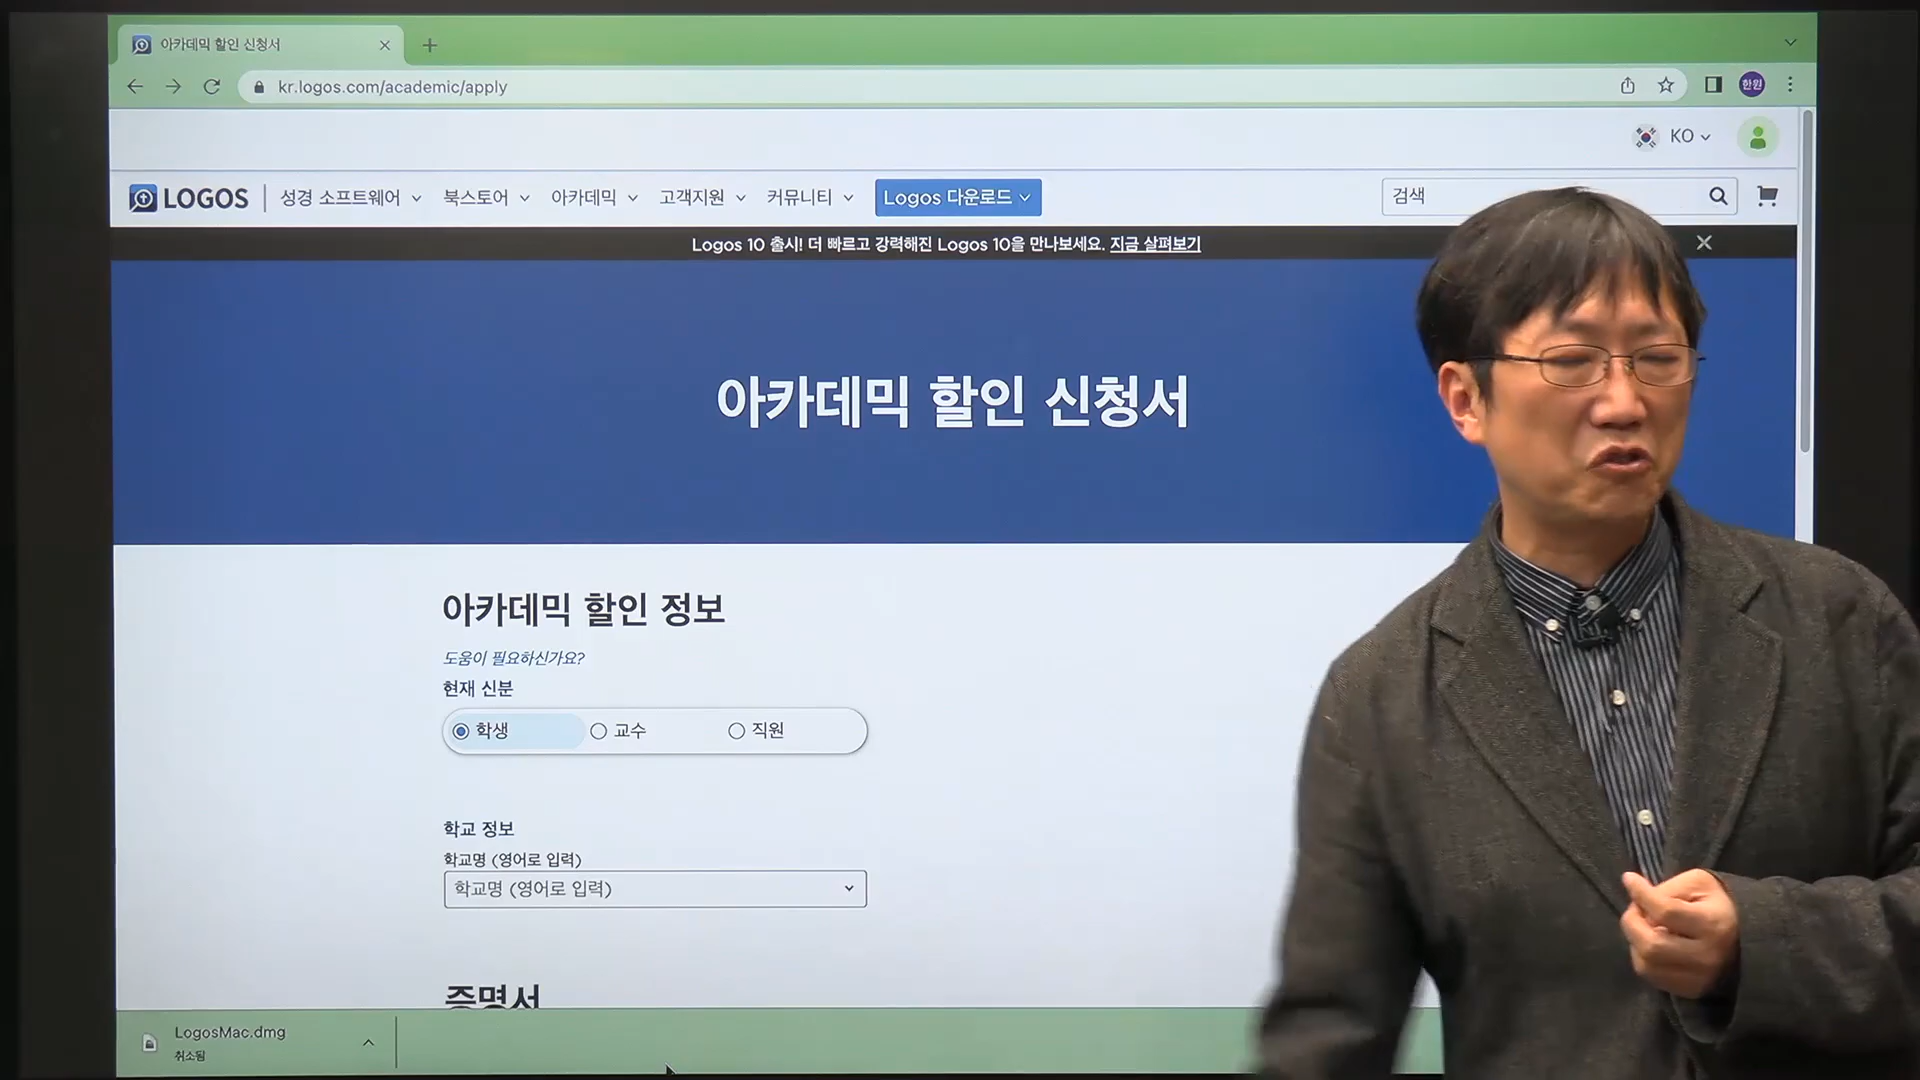 아카데믹 할인 신청서
kr.logos.com/academic/apply
한원
KO
LOGOS 성경 소프트웨어 북스토어 아카데믹 고객지원 커뮤니티 Logos 다운로드 검색
Logos 10 출시! 더 빠르고 강력해진 Logos 10을 만나보세요. 지금 살펴보기
아카데믹 할인 신청서
아카데믹 할인 정보
도움이 필요하신가요?
현재 신분
학생 교수 직원
학교 정보
학교명 (영어로 입력)
학교명 (영어로 입력)
증명서
LogosMac.dmg
취소됨